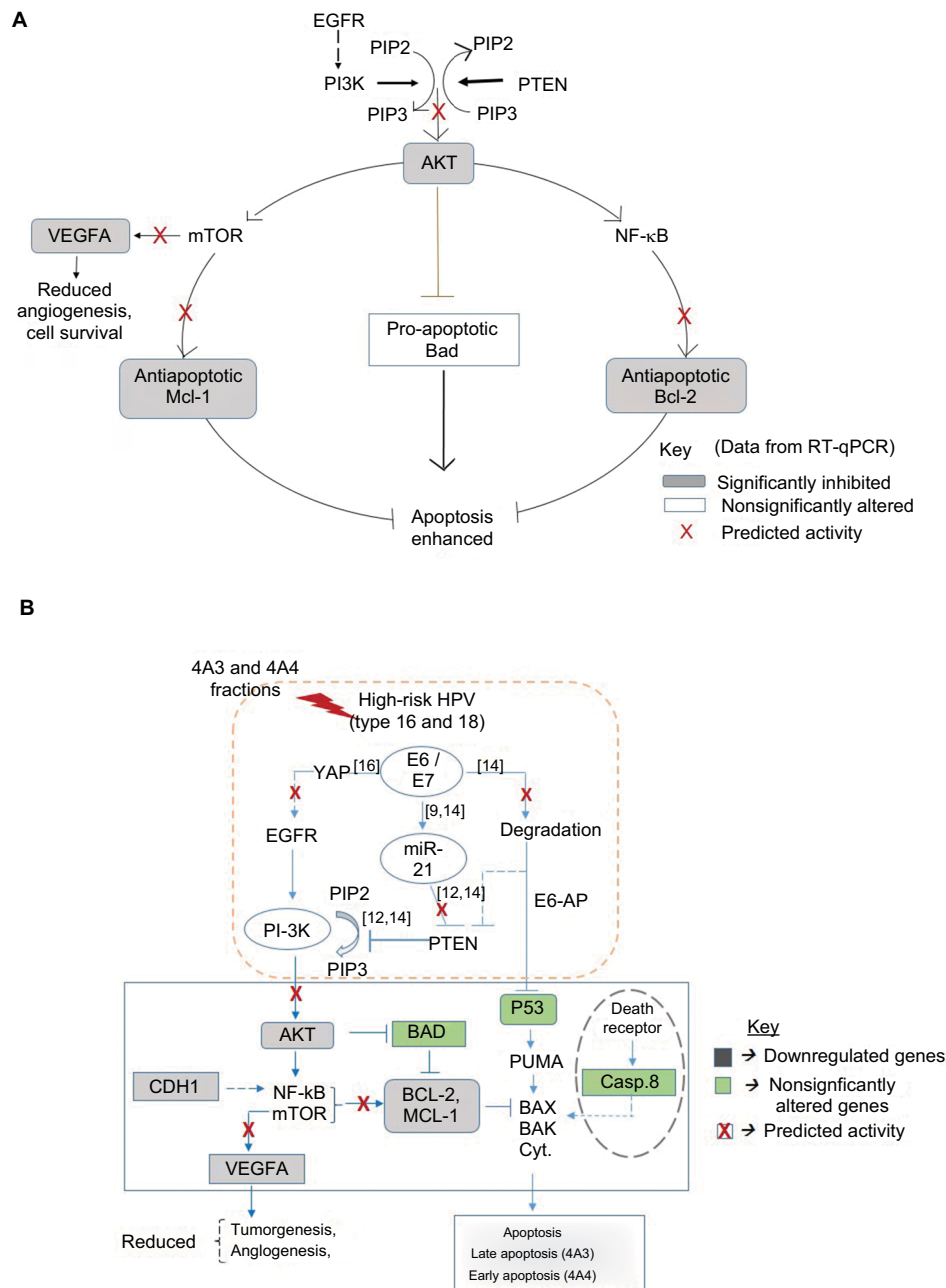 A
EGFR
PIP2
PIP2
PI3K
PTEN
PIP3
X
PIP3
AKT
VEGFA
X
mTOR
NF-κB
Reduced
angiogenesis,
cell survival
X
X
Pro-apoptotic
Bad
Antiapoptotic
Mcl-1
Antiapoptotic
Bcl-2
Key
(Data from RT-qPCR)
Significantly inhibited
Nonsignificantly altered
X
Predicted activity
Apoptosis
enhanced
B
4A3 and 4A4
fractions
High-risk HPV
(type 16 and 18)
YAP
[16]
E6 /
E7
[14]
X
X
[9,14]
EGFR
Degradation
miR-
21
PIP2
[12,14]
X
E6-AP
[12,14]
PI-3K
PTEN
PIP3
X
P53
Death
receptor
AKT
BAD
PUMA
Casp.8
CDH1
NF-kB
mTOR
X
BCL-2,
MCL-1
BAX
BAK
Cyt.
X
VEGFA
Key
→ Downregulated genes
→ Nonsignficantly
altered genes
X → Predicted activity
Reduced
Tumorgenesis,
Anglogenesis,
Apoptosis
Late apoptosis (4A3)
Early apoptosis (4A4)